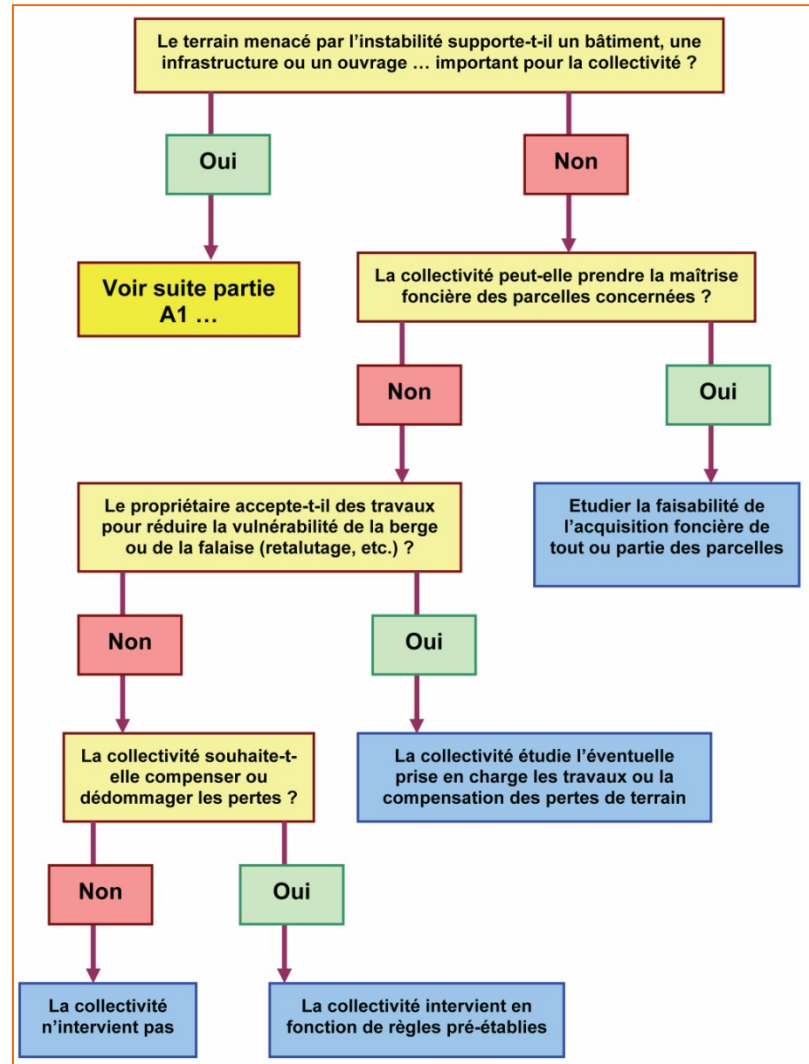 Le terrain menacé par l'instabilité supporte-t-il un bâtiment, une
infrastructure ou un ouvrage … important pour la collectivité ?
Oui
Non
Voir suite partie
A1 …
La collectivité peut-elle prendre la maîtrise
foncière des parcelles concernées ?
Non
Oui
Le propriétaire accepte-t-il des travaux
pour réduire la vulnérabilité de la berge
ou de la falaise (retalutage, etc.) ?
Etudier la faisabilité de
l'acquisition foncière de
tout ou partie des parcelles
Non
Oui
La collectivité souhaite-t-
elle compenser ou
dédommager les pertes ?
La collectivité étudie l'éventuelle
prise en charge les travaux ou la
compensation des pertes de terrain
Non
Oui
La collectivité
n'intervient pas
La collectivité intervient en
fonction de règles pré-établies